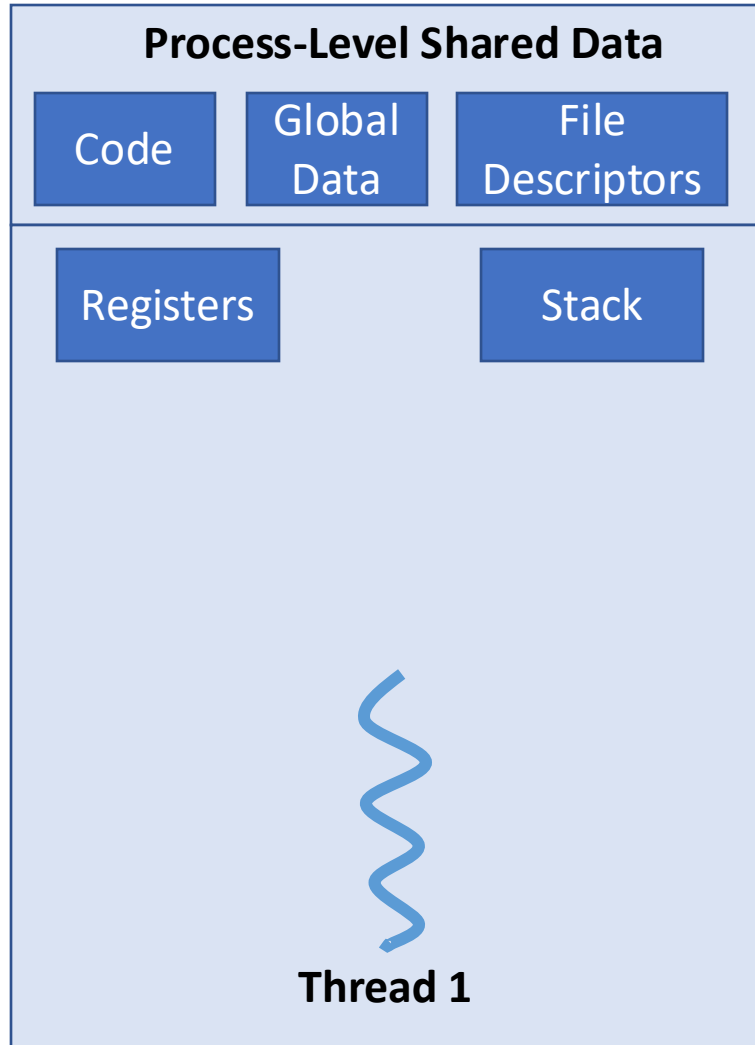 Process-Level Shared Data
Code
Global
Data
File
Descriptors
Registers
Stack
Thread 1